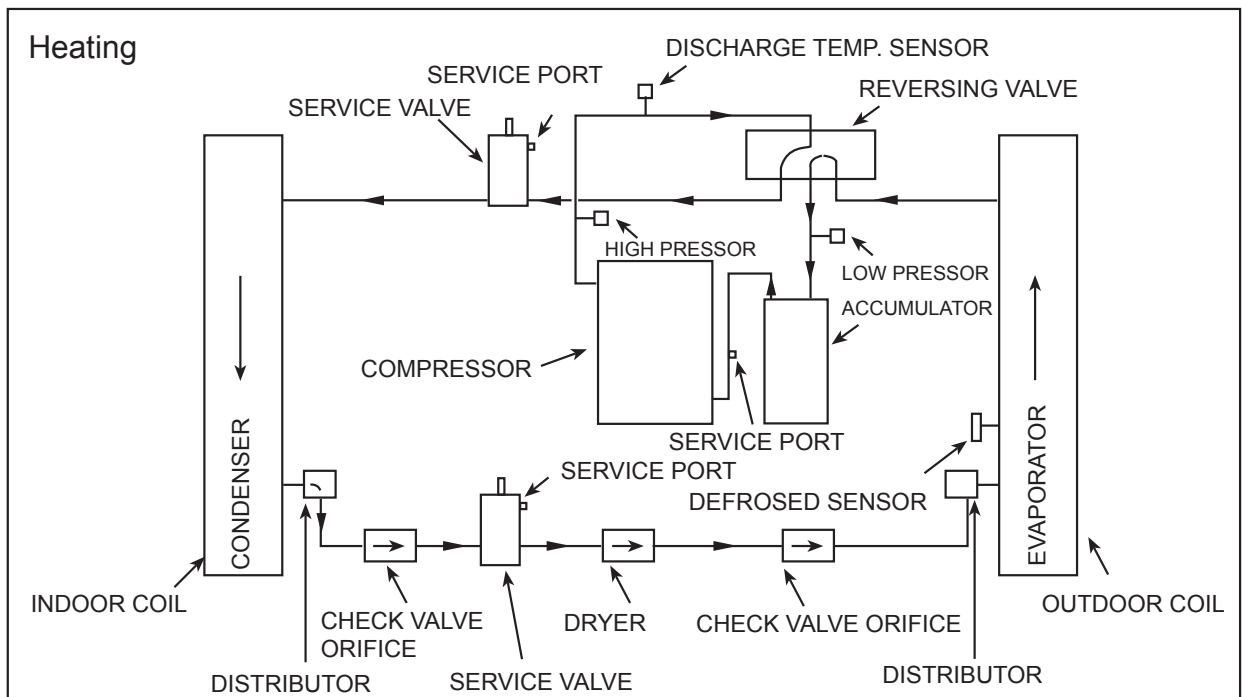 Heating
DISCHARGE TEMP. SENSOR
SERVICE PORT
REVERSING VALVE
SERVICE VALVE
HIGH PRESSOR
LOW PRESSOR
ACCUMULATOR
COMPRESSOR
SERVICE PORT
SERVICE PORT
DEFROSED SENSOR
CONDENSER
EVAPORATOR
INDOOR COIL
OUTDOOR COIL
CHECK VALVE
ORIFICE
DRYER
CHECK VALVE ORIFICE
DISTRIBUTOR
SERVICE VALVE
DISTRIBUTOR